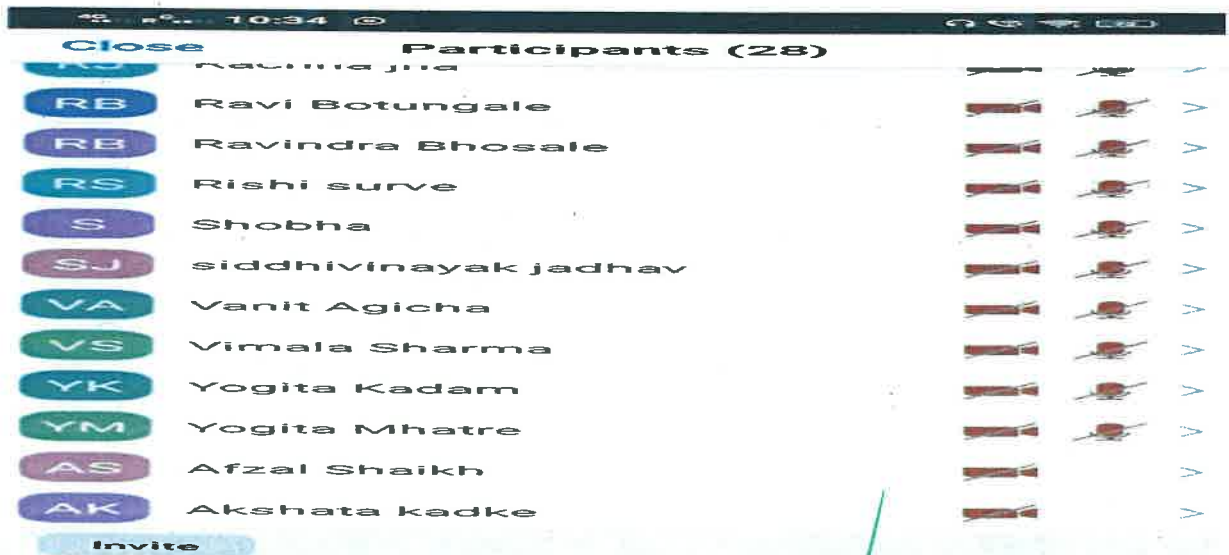 10:34
Close Participants (28)
RB Ravi Botungale
RB Ravindra Bhosale
RS Rishi surve
S Shobha
SJ siddhivinayak jadhav
VA Vanit Agicha
VS Vimala Sharma
YK Yogita Kadam
YM Yogita Mhatre
AS Afzal Shaikh
AK Akshata kadke
Invite